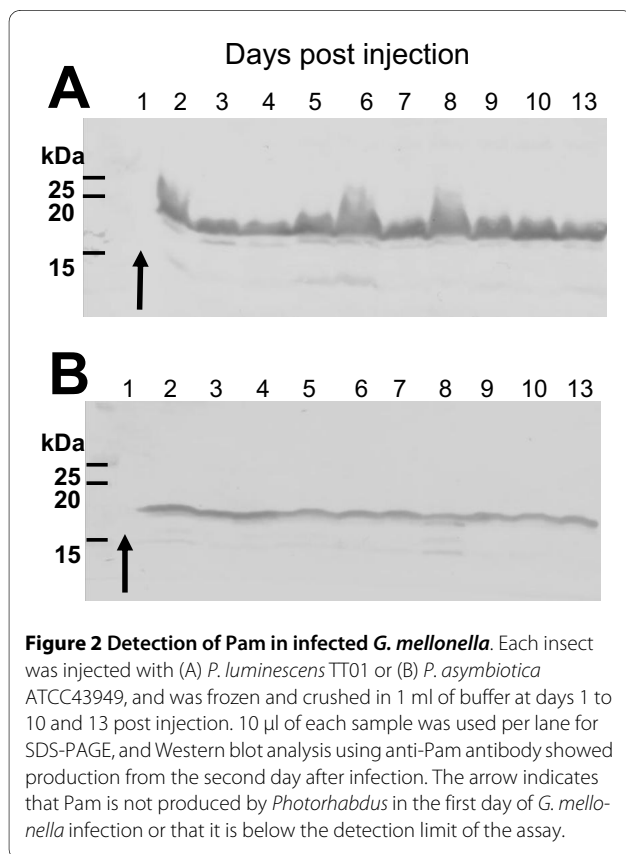 Days post injection
A
1 2 3 4 5 6 7 8 9 10 13
kDa
25
20
15
B
1 2 3 4 5 6 7 8 9 10 13
kDa
25
20
15
Figure 2 Detection of Pam in infected G. mellonella. Each insect
was injected with (A) P. luminescens TT01 or (B) P. asymbiotica
ATCC43949, and was frozen and crushed in 1 ml of buffer at days 1 to
10 and 13 post injection. 10 μl of each sample was used per lane for
SDS-PAGE, and Western blot analysis using anti-Pam antibody showed
production from the second day after infection. The arrow indicates
that Pam is not produced by Photorhabdus in the first day of G. mello-
nella infection or that it is below the detection limit of the assay.